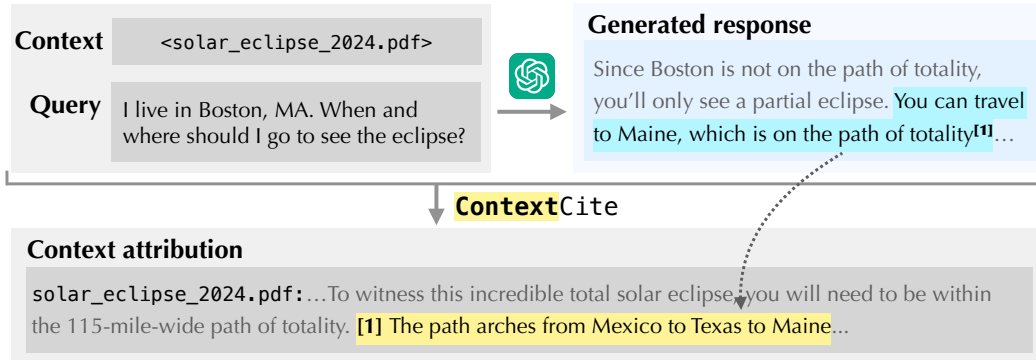 Context
<solar_eclipse_2024.pdf>
Query
I live in Boston, MA. When and
where should I go to see the eclipse?
Generated response
Since Boston is not on the path of totality,
you'll only see a partial eclipse. You can travel
to Maine, which is on the path of totality[1]...
ContextCite
Context attribution
solar_eclipse_2024.pdf:...To witness this incredible total solar eclipse, you will need to be within
the 115-mile-wide path of totality. [1] The path arches from Mexico to Texas to Maine...